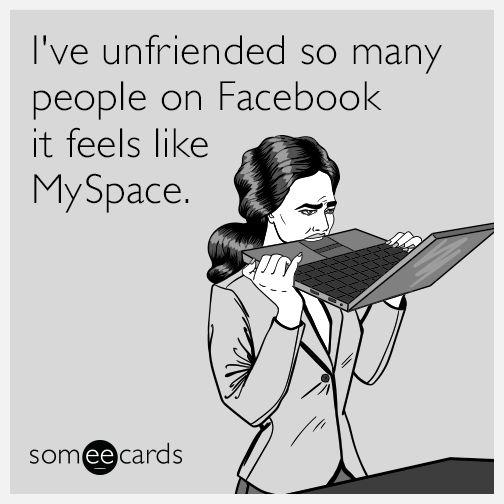 I've unfriended so many
people on Facebook
it feels like
MySpace.
someecards